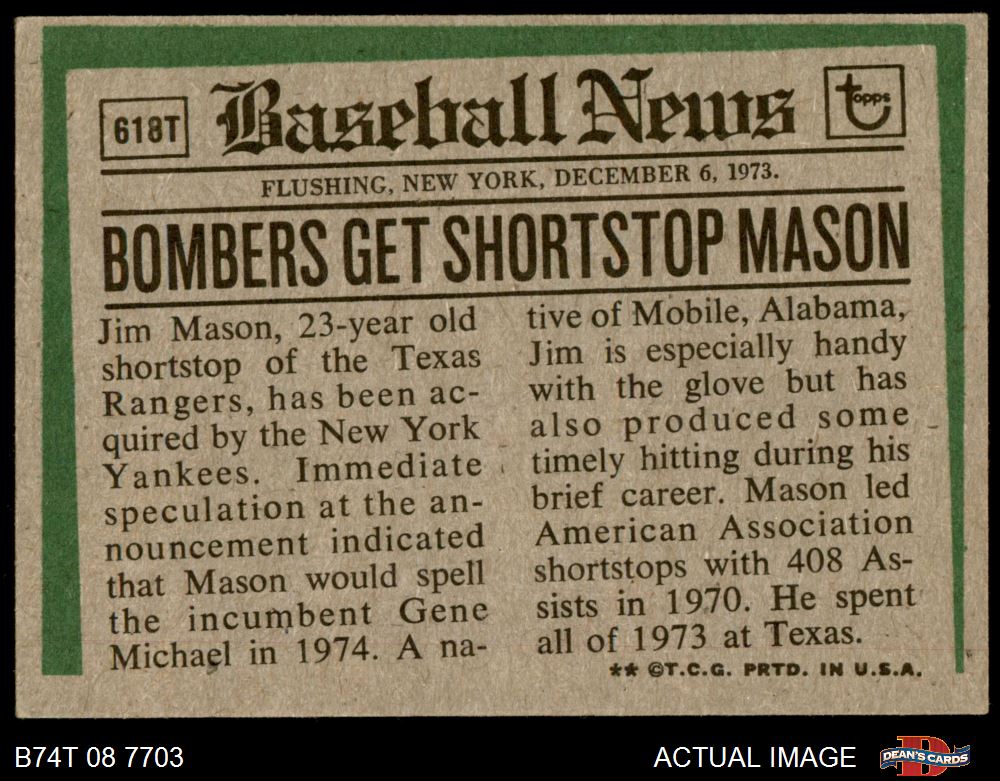 618T
Baseball News
topps
FLUSHING, NEW YORK, DECEMBER 6, 1973.
BOMBERS GET SHORTSTOP MASON
Jim Mason, 23-year old
shortstop of the Texas
Rangers, has been ac-
quired by the New York
Yankees. Immediate
speculation at the an-
nouncement indicated
that Mason would spell
the incumbent Gene
Michael in 1974. A na-
tive of Mobile, Alabama,
Jim is especially handy
with the glove but has
also produced some
timely hitting during his
brief career. Mason led
American Association
shortstops with 408 As-
sists in 1970. He spent
all of 1973 at Texas.
** ©T.C.G. PRTD. IN U.S.A.
B74T 08 7703
ACTUAL IMAGE
DEAN'S CARDS